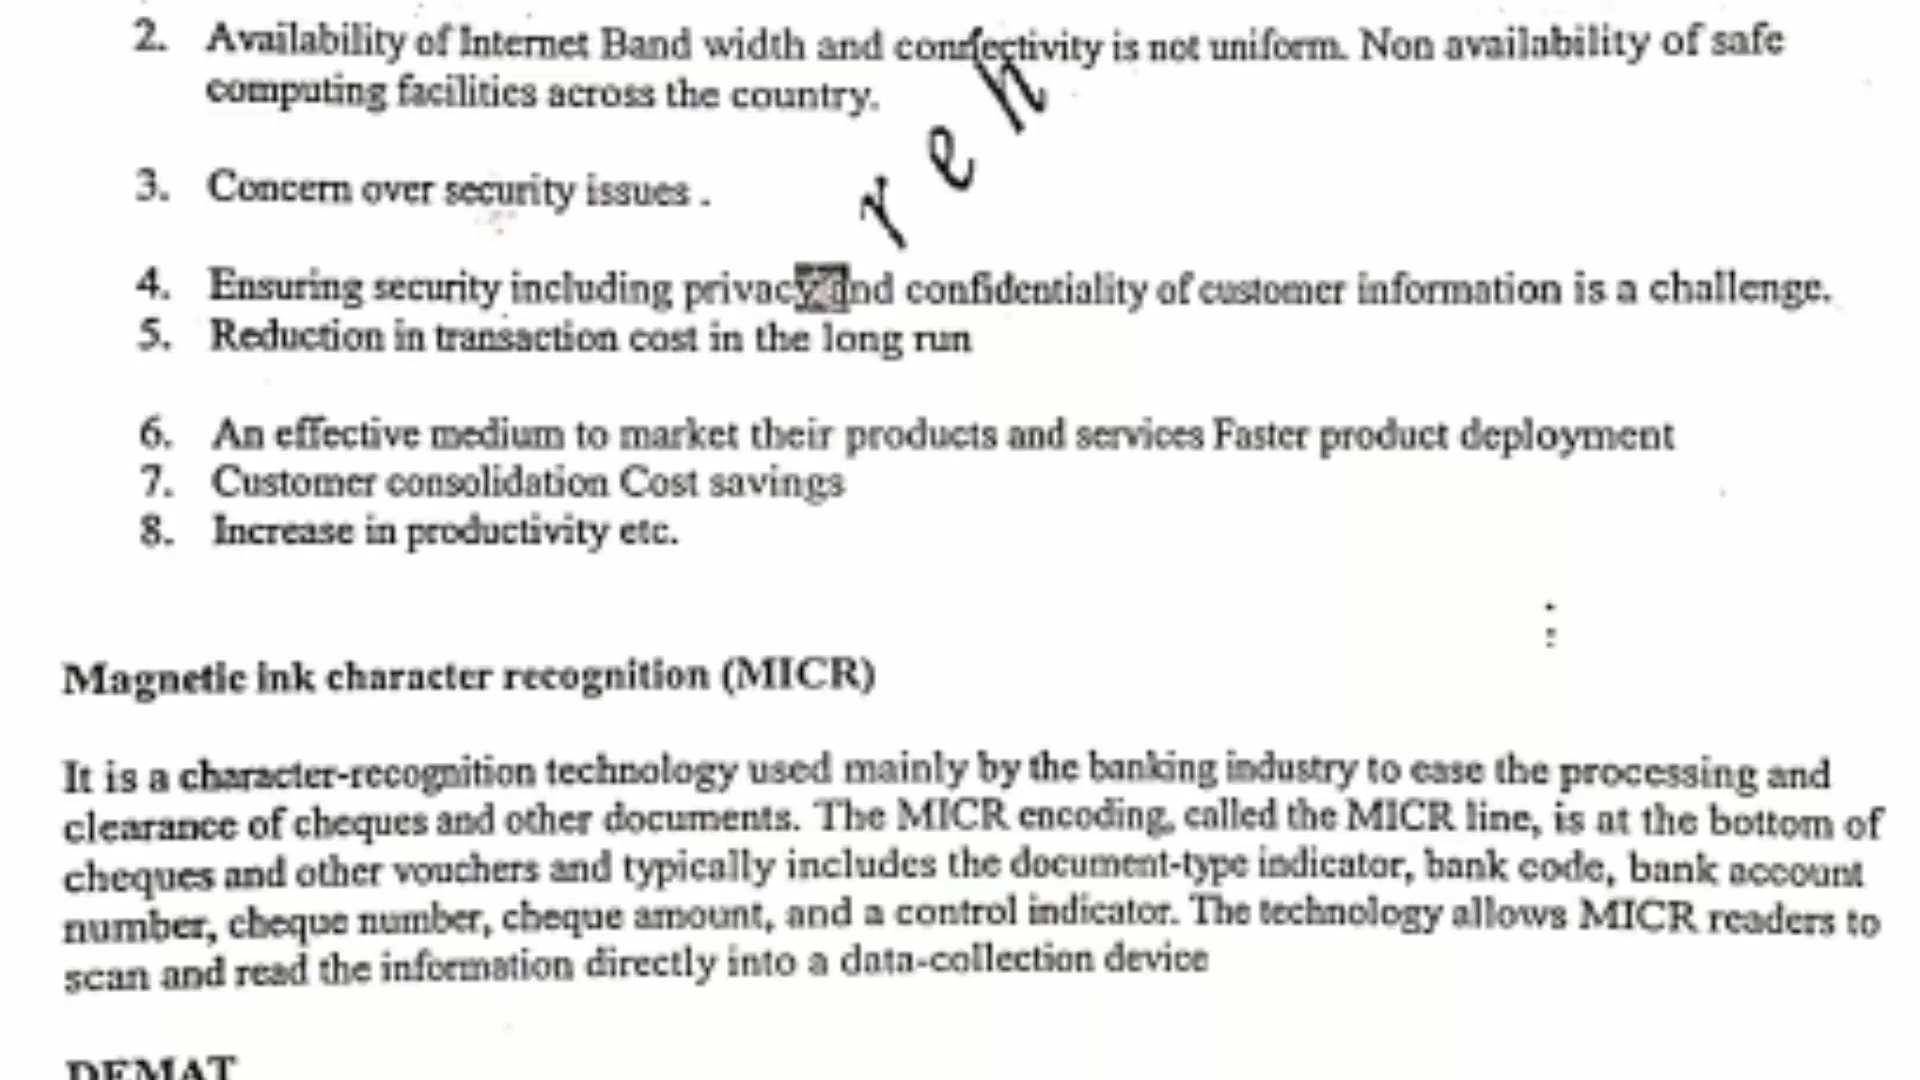 2. Availability of Internet Band width and connectivity is not uniform. Non availability of safe
computing facilities across the country.
3. Concern over security issues .
r e h
4. Ensuring security including privacy and confidentiality of customer information is a challenge.
5. Reduction in transaction cost in the long run
6. An effective medium to market their products and services Faster product deployment
7. Customer consolidation Cost savings
8. Increase in productivity etc.
Magnetic ink character recognition (MICR)
It is a character-recognition technology used mainly by the banking industry to ease the processing and
clearance of cheques and other documents. The MICR encoding, called the MICR line, is at the bottom of
cheques and other vouchers and typically includes the document-type indicator, bank code, bank account
number, cheque number, cheque amount, and a control indicator. The technology allows MICR readers to
scan and read the information directly into a data-collection device
DEMAT